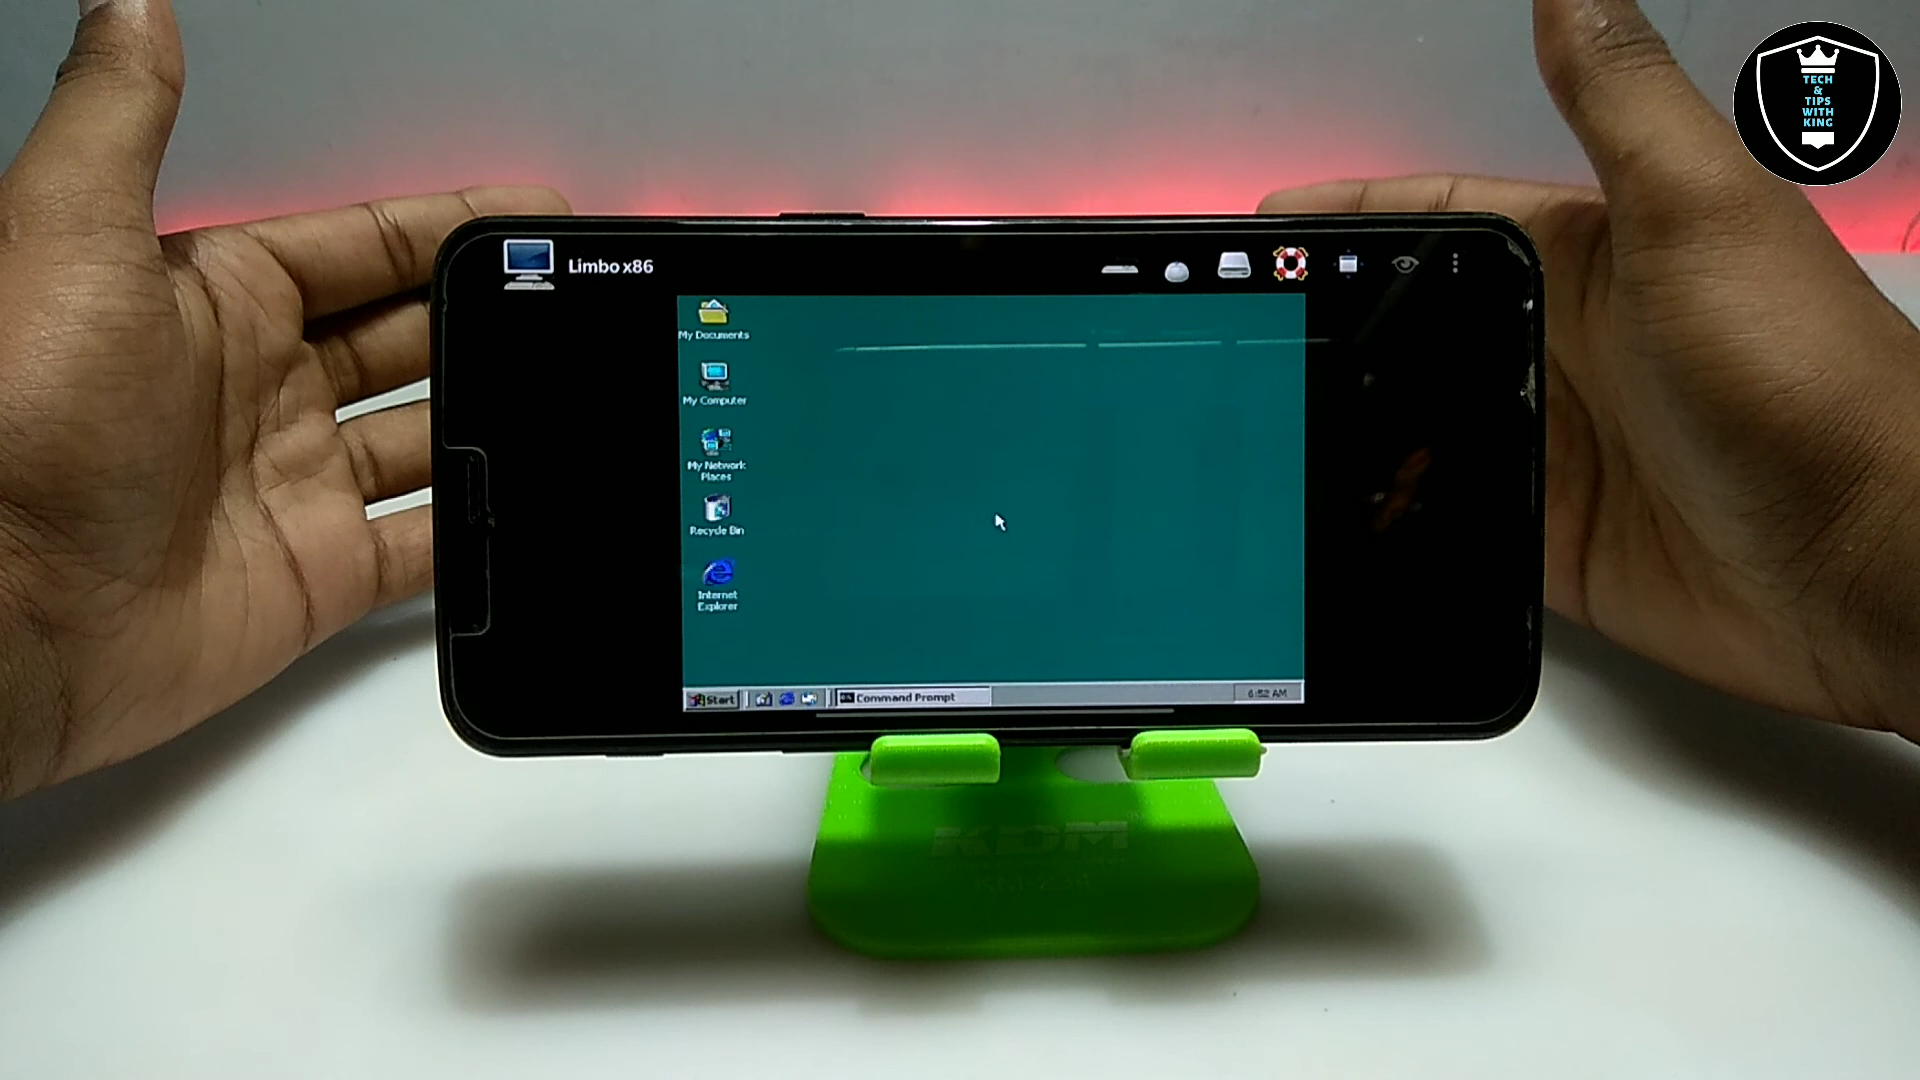 TECH
&
TIPS
WITH
KING
Limbo x86
My Documents
My Computer
My Network
Places
Recycle Bin
Internet
Explorer
Start
Command Prompt
6:52 AM
KDM